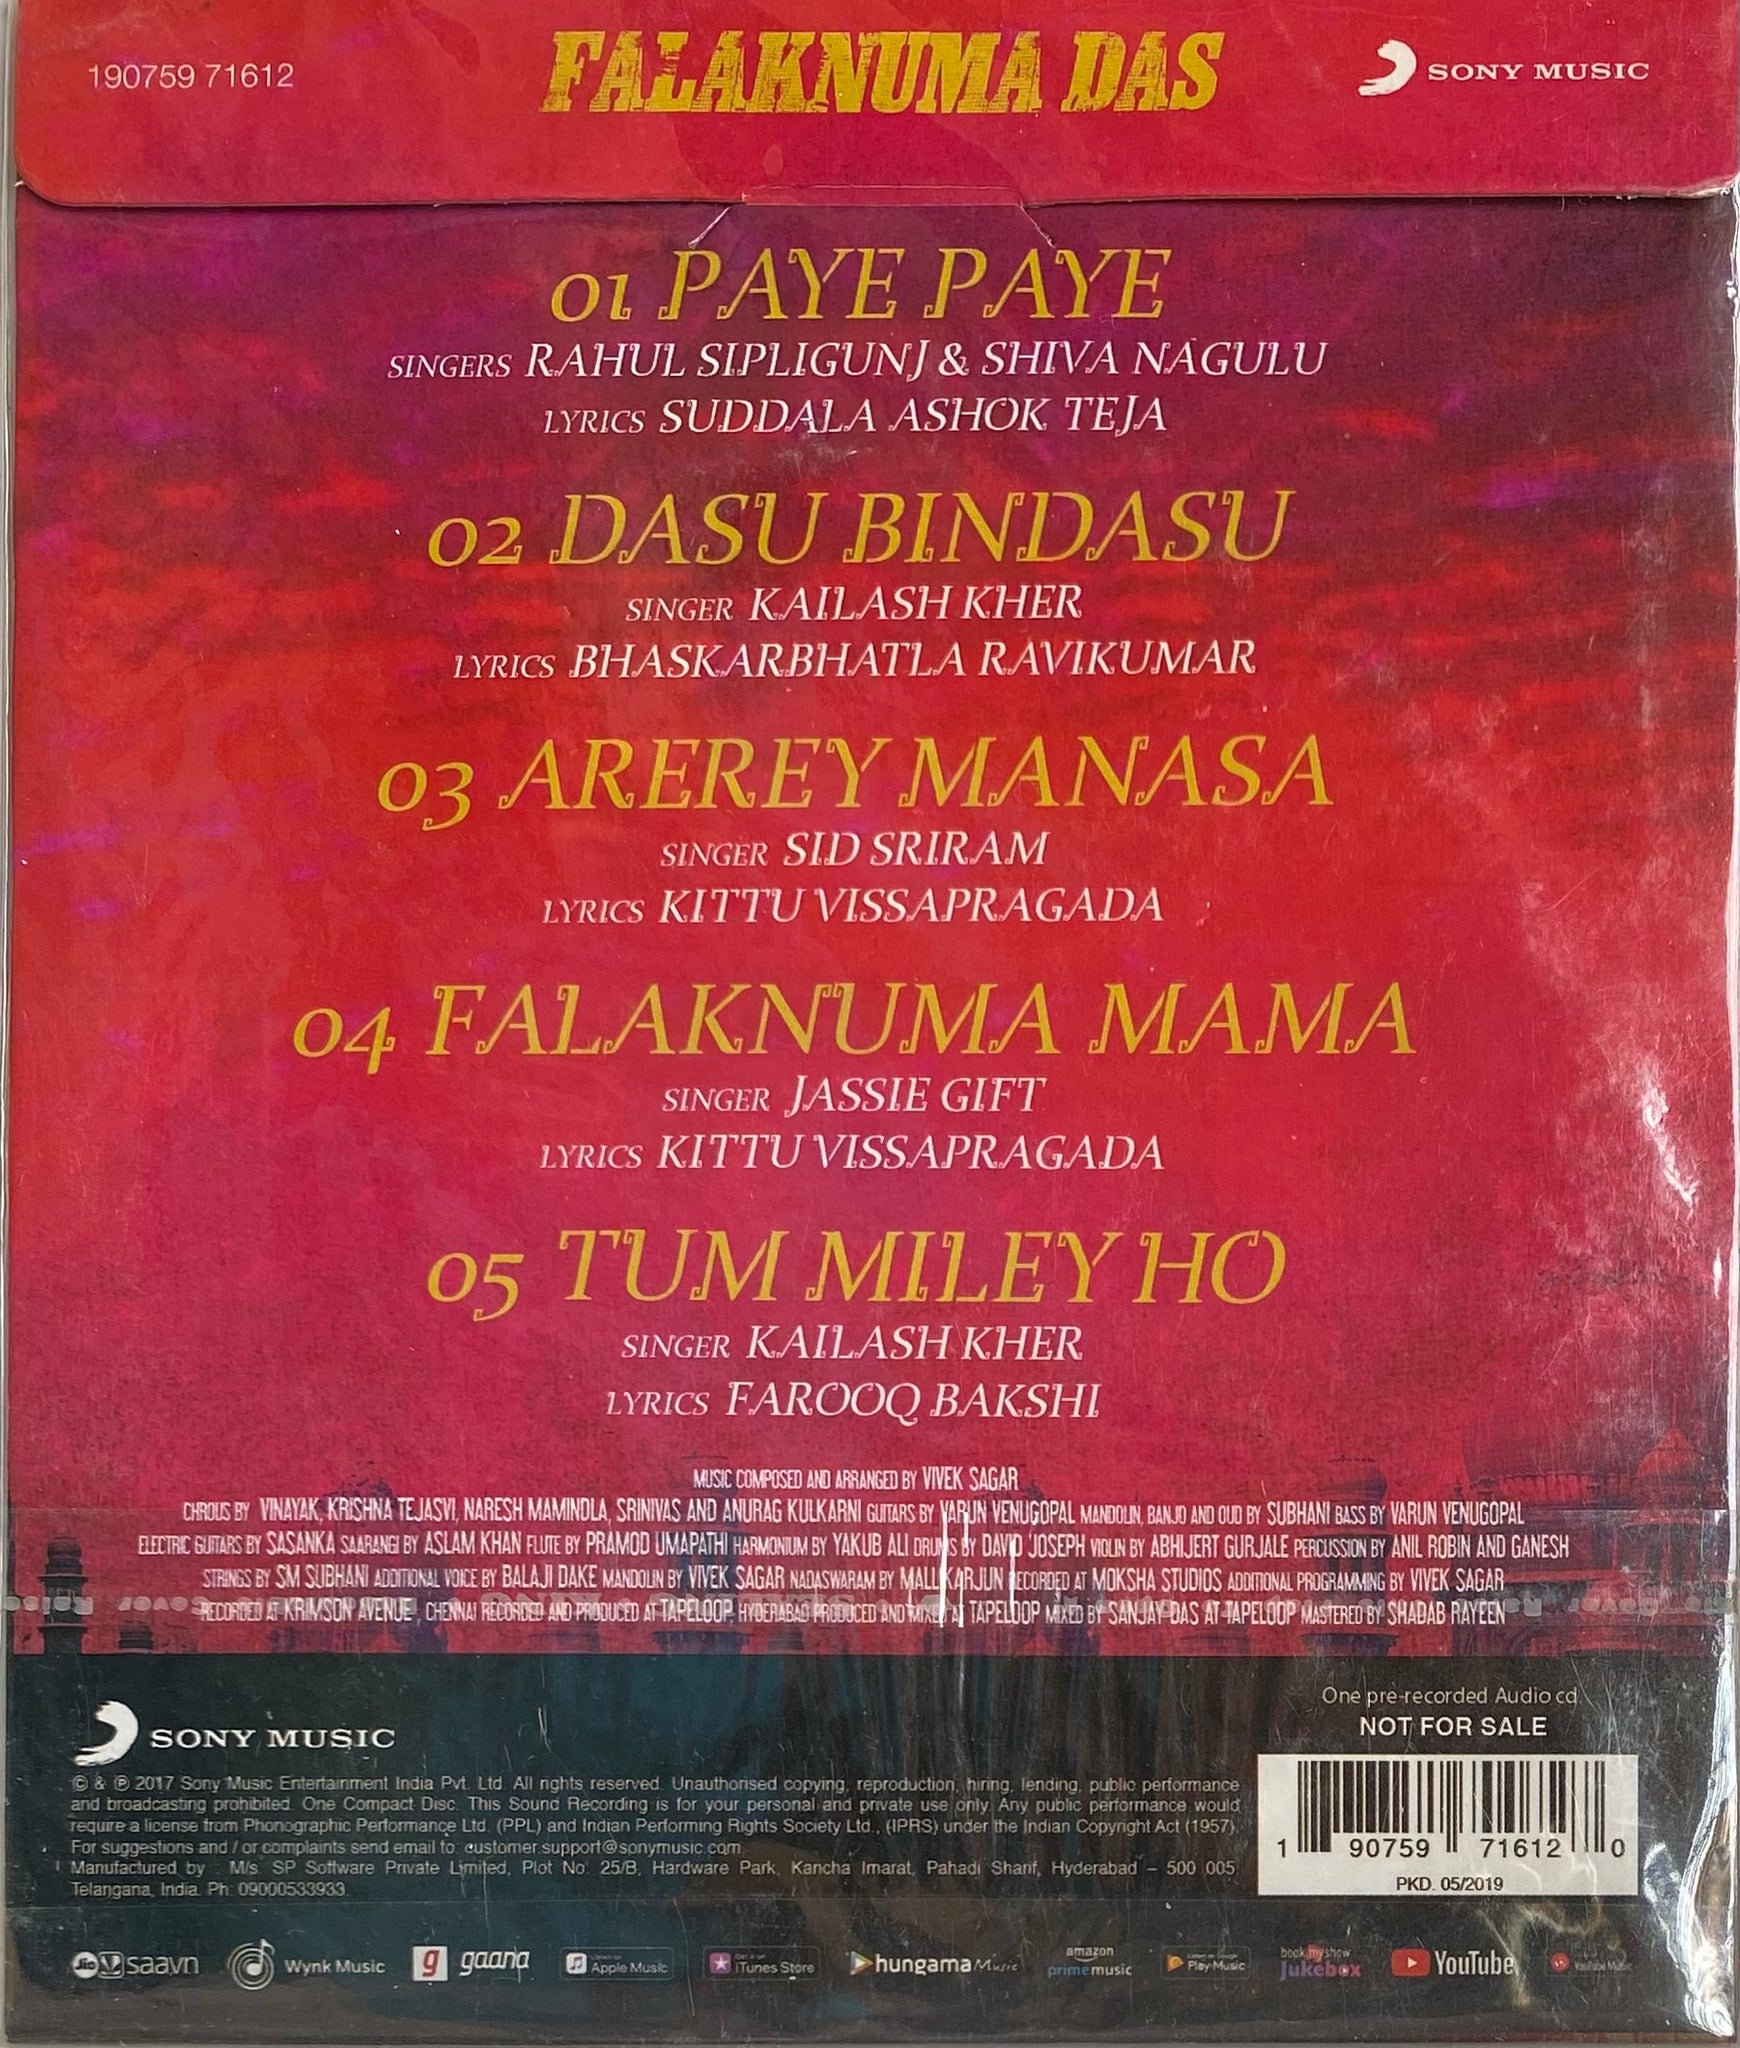 190759 71612
FALAKNUMA DAS
SONY MUSIC
01 PAYE PAYE
SINGERS RAHUL SIPLIGUNJ & SHIVA NAGULU
LYRICS SUDDALA ASHOK TEJA
02 DASU BINDASU
SINGER KAILASH KHER
LYRICS BHASKARBHATLA RAVIKUMAR
03 AREREY MANASA
SINGER SID SRIRAM
LYRICS KITTU VISSAPRAGADA
04 FALAKNUMA MAMA
SINGER JASSIE GIFT
LYRICS KITTU VISSAPRAGADA
05 TUM MILEY HO
SINGER KAILASH KHER
LYRICS FAROOQ BAKSHI
MUSIC COMPOSED AND ARRANGED BY VIVEK SAGAR
CHROUS BY VINAYAK, KRISHNA TEJASVI, NARESH MAMINDLA, SRINIVAS AND ANURAG KULKARNI GUITARS BY VARUN VENUGOPAL MANDOLIN, BANJO AND OUD BY SUBHANI BASS BY VARUN VENUGOPAL
ELECTRIC GUITARS BY SASANKA SAARANGI BY ASLAM KHAN FLUTE BY PRAMOD UMAPATHI HARMONIUM BY YAKUB ALI DRUMS BY DAVID JOSEPH VIOLIN BY ABHIJERT GURJALE PERCUSSION BY ANIL ROBIN AND GANESH
STRINGS BY SM SUBHANI ADDITIONAL VOICE BY BALAJI DAKE MANDOLIN BY VIVEK SAGAR NADASWARAM BY MALLIKARJUN RECORDED AT MOKSHA STUDIOS ADDITIONAL PROGRAMMING BY VIVEK SAGAR
RECORDED AT KRIMSON AVENUE, CHENNAI RECORDED AND PRODUCED AT TAPELOOP, HYDERABAD PRODUCED AND MIXED AT TAPELOOP MIXED BY SANJAY DAS AT TAPELOOP MASTERED BY SHADAB RAYEEN
SONY MUSIC
© & ℗ 2017 Sony Music Entertainment India Pvt. Ltd. All rights reserved. Unauthorised copying, reproduction, hiring, lending, public performance
and broadcasting prohibited. One Compact Disc. This Sound Recording is for your personal and private use only. Any public performance would
require a license from Phonographic Performance Ltd. (PPL) and Indian Performing Rights Society Ltd., (IPRS) under the Indian Copyright Act (1957).
For suggestions and / or complaints send email to: customer.support@sonymusic.com
Manufactured by : M/s. SP Software Private Limited, Plot No. 25/B, Hardware Park, Kancha Imarat, Pahadi Sharif, Hyderabad – 500 005.
Telangana, India. Ph: 09000533933.
One pre-recorded Audio cd
NOT FOR SALE
1 90759 71612 0
PKD. 05/2019
Jio saavn
Wynk Music
g gaana
Apple Music
iTunes Store
hungama Music
amazon
prime music
Play Music
book my show
jukebox
YouTube
YouTube Music